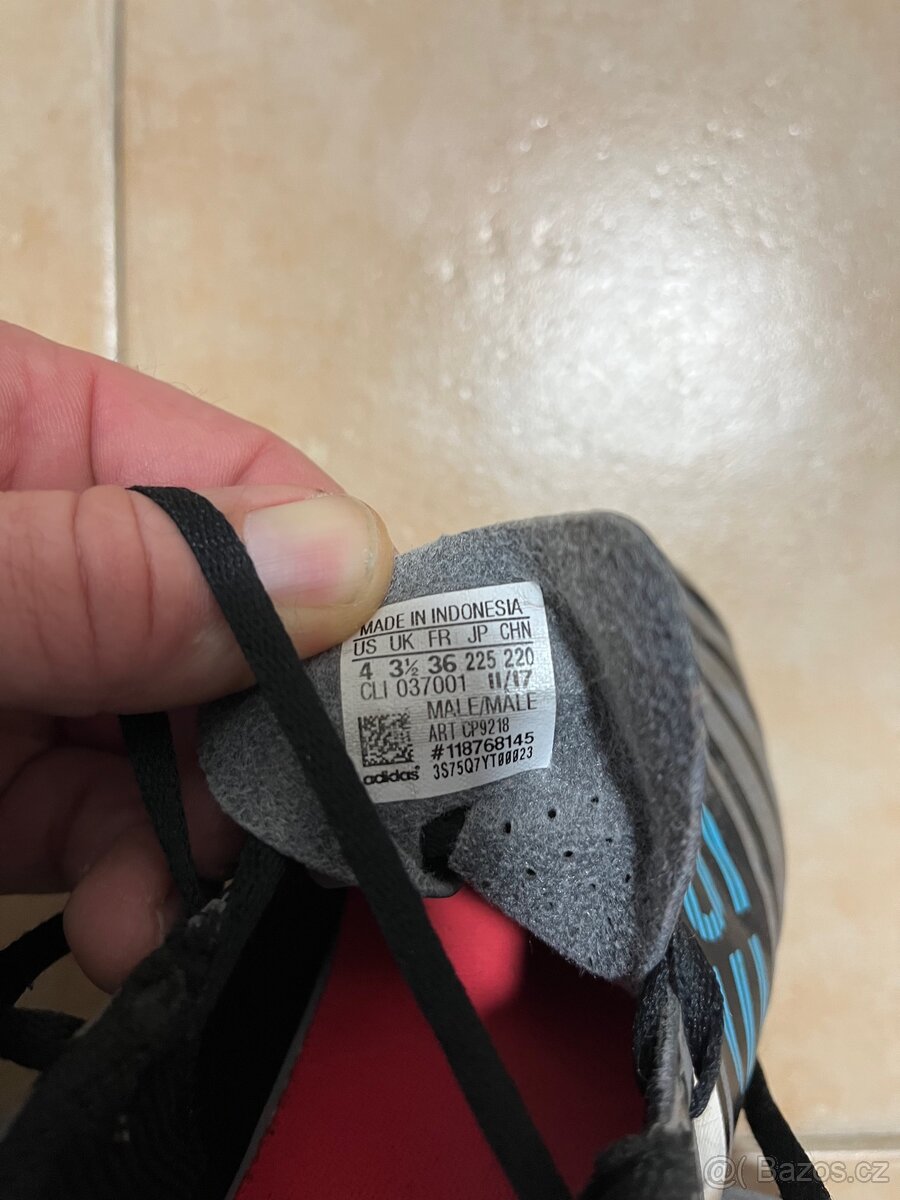 MADE IN INDONESIA
US UK FR JP CHN
4 3½ 36 225 220
CLI 037001 11/17
MALE/MALE
ART CP9218
#118768145
3S75Q7YT00023
adidas
@( Bazos.cz